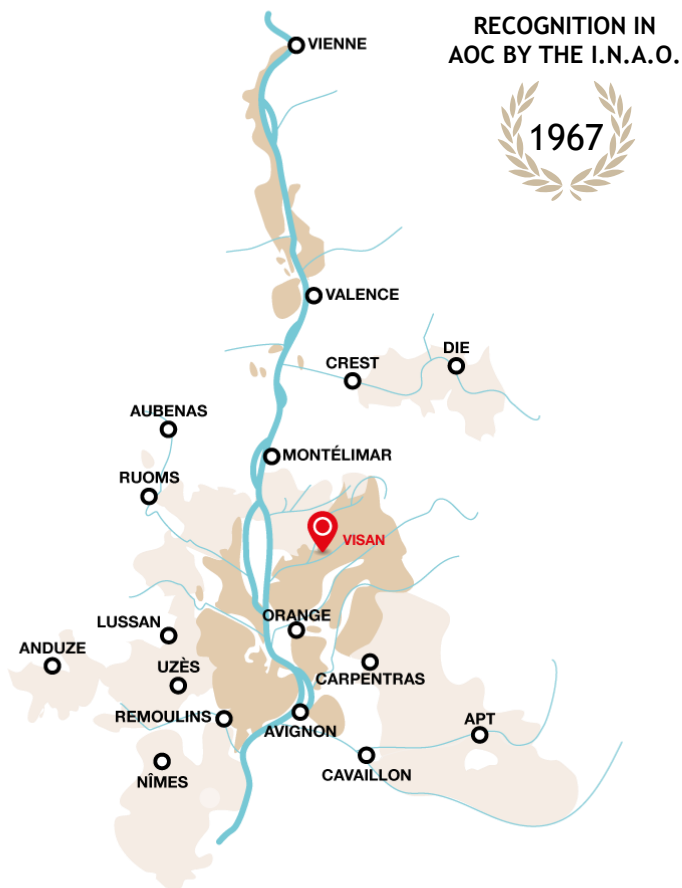 RECOGNITION IN
AOC BY THE I.N.A.O.
1967
VIENNE
VALENCE
DIE
CREST
AUBENAS
MONTÉLIMAR
RUOMS
VISAN
ORANGE
LUSSAN
ANDUZE
UZÈS
CARPENTRAS
REMOULINS
APT
AVIGNON
CAVAILLON
NÎMES